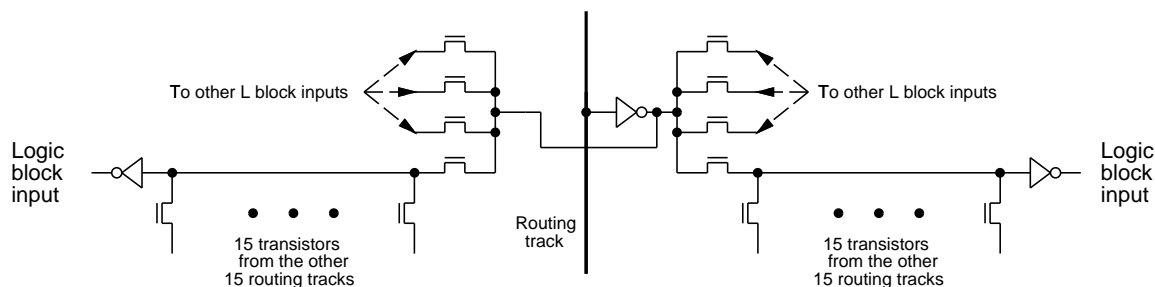 To other L block inputs
To other L block inputs
Logic
block
input
Logic
block
input
Routing
track
15 transistors
from the other
15 routing tracks
15 transistors
from the other
15 routing tracks